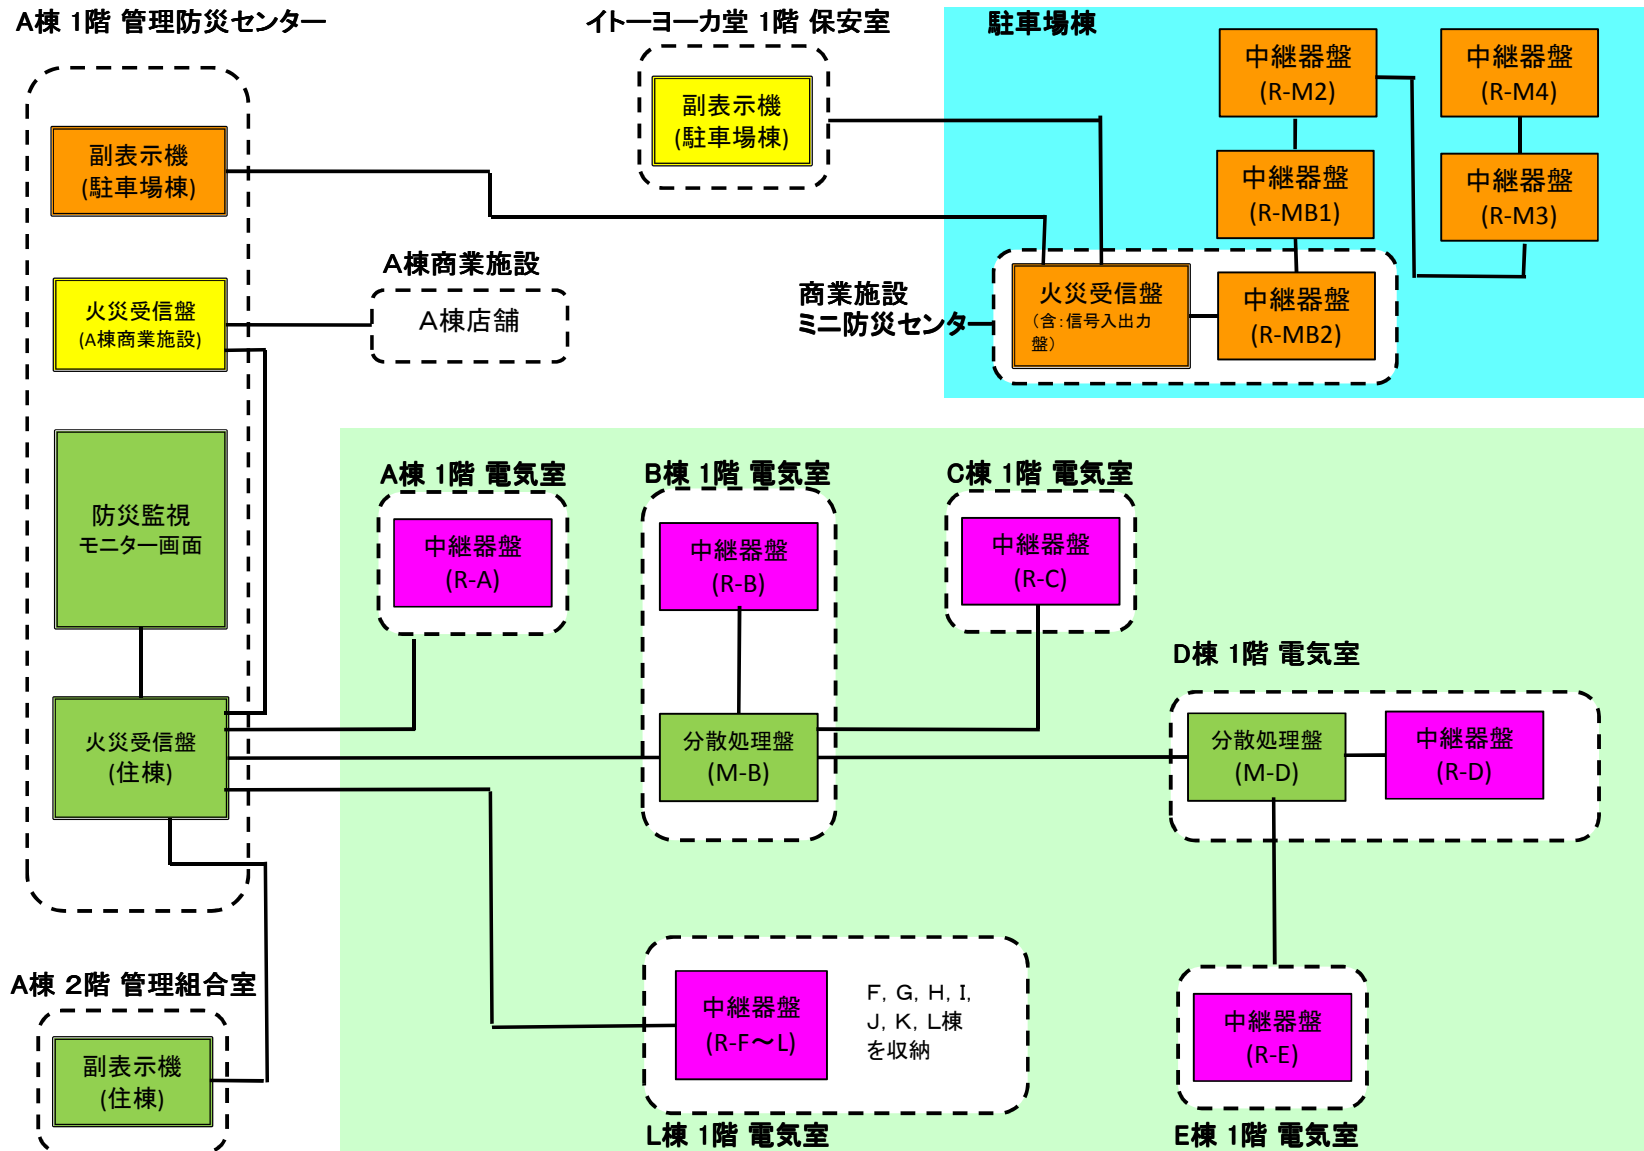 A棟 1階 管理防災センター
イトーヨーカ堂 1階 保安室
駐車場棟
副表示機
(駐車場棟)
副表示機
(駐車場棟)
中継器盤
(R-M2)
中継器盤
(R-M4)
中継器盤
(R-MB1)
中継器盤
(R-M3)
火災受信盤
(A棟商業施設)
A棟商業施設
A棟店舗
商業施設
ミニ防災センター
火災受信盤
(含:信号入出力
盤)
中継器盤
(R-MB2)
防災監視
モニター画面
A棟 1階 電気室
中継器盤
(R-A)
B棟 1階 電気室
中継器盤
(R-B)
C棟 1階 電気室
中継器盤
(R-C)
D棟 1階 電気室
火災受信盤
(住棟)
分散処理盤
(M-B)
分散処理盤
(M-D)
中継器盤
(R-D)
A棟 2階 管理組合室
副表示機
(住棟)
中継器盤
(R-F～L)
F, G, H, I,
J, K, L棟
を収納
L棟 1階 電気室
中継器盤
(R-E)
E棟 1階 電気室